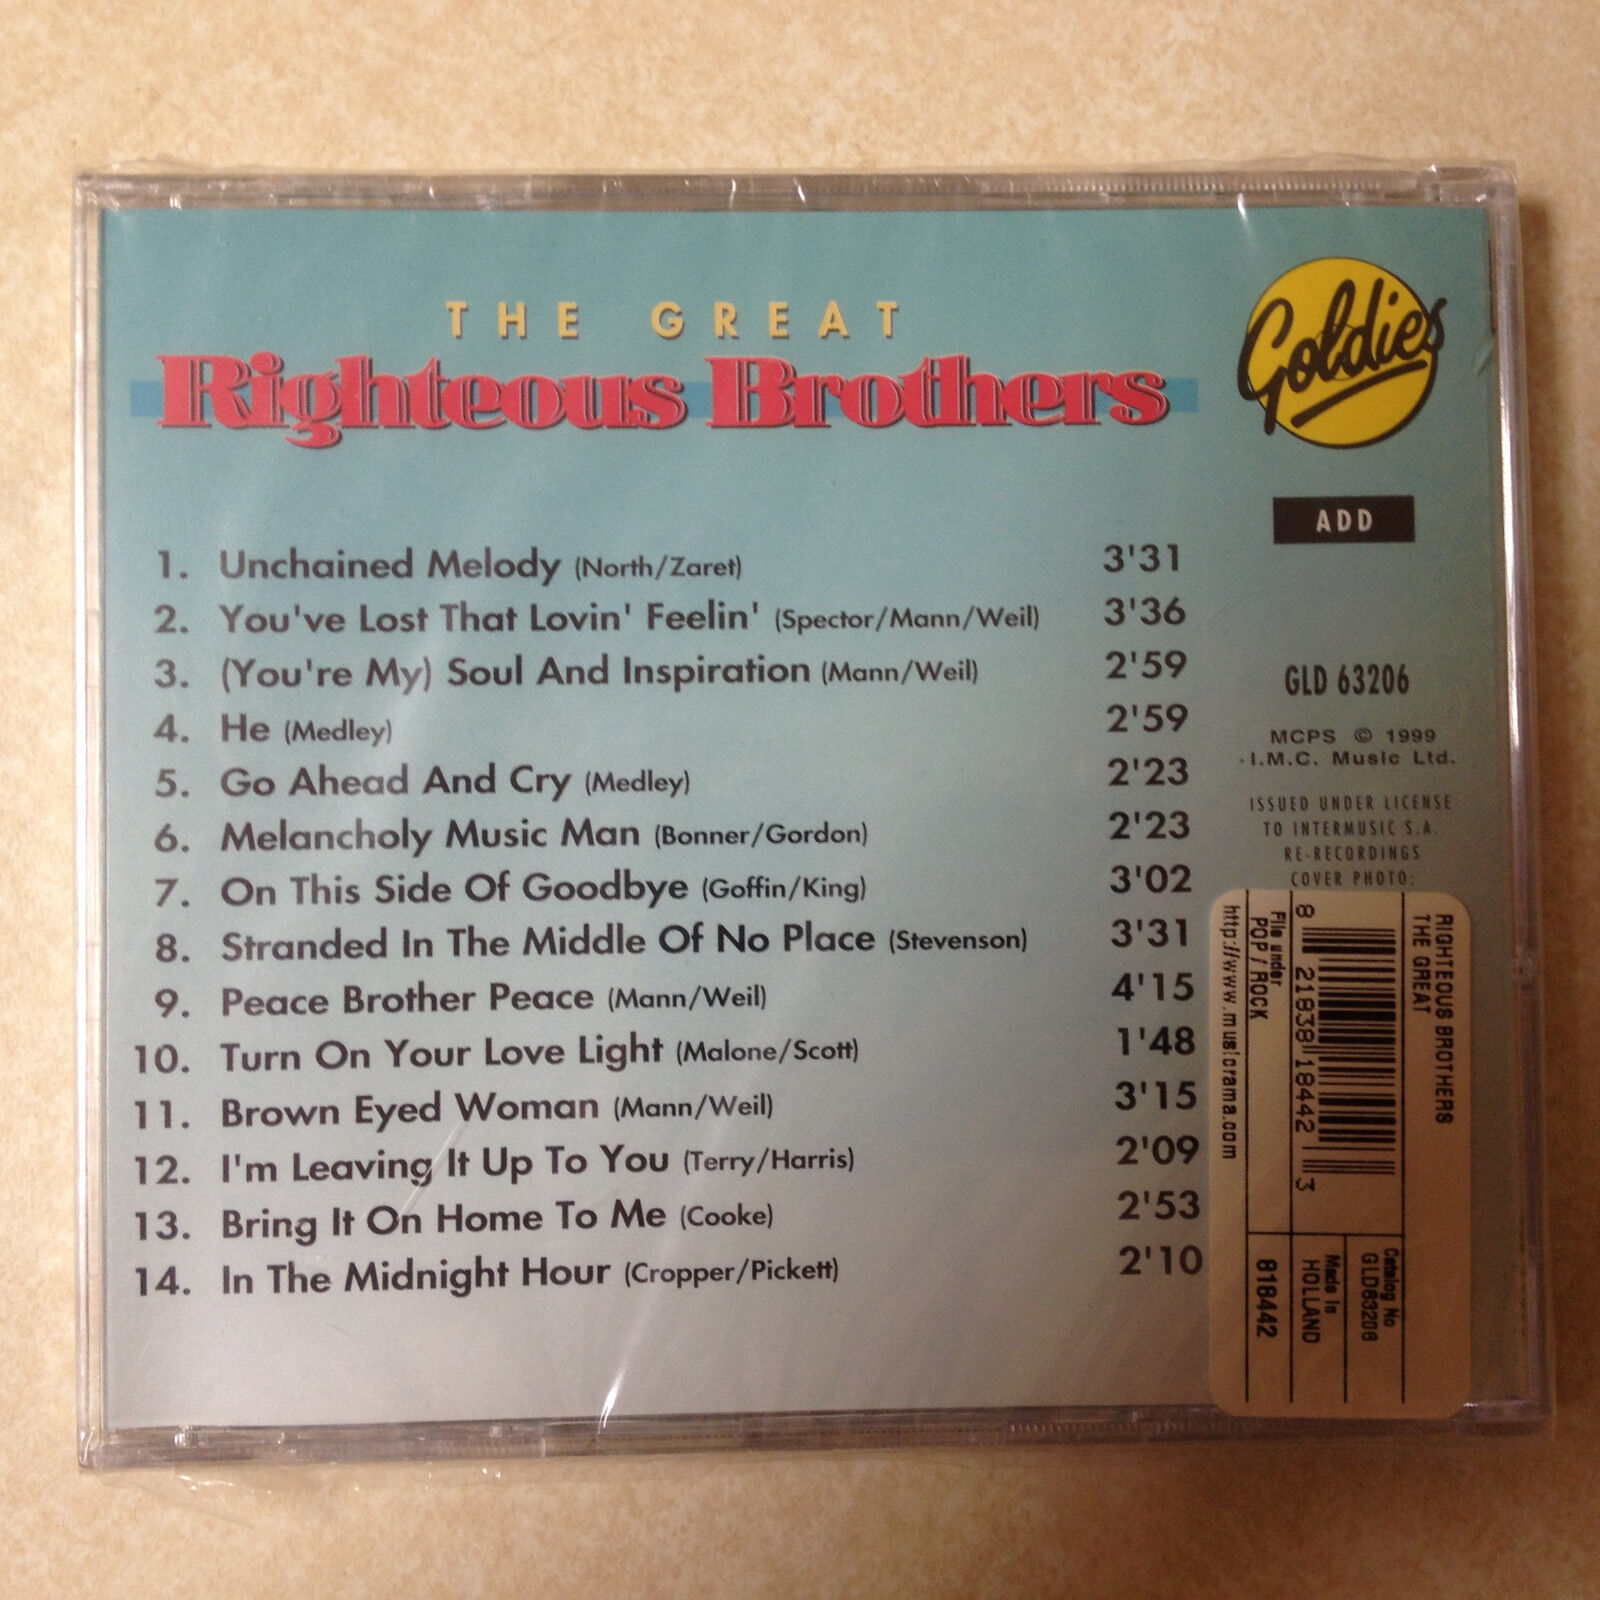 THE GREAT
Righteous Brothers
Goldies
ADD
1. Unchained Melody (North/Zaret) 3'31
2. You've Lost That Lovin' Feelin' (Spector/Mann/Weil) 3'36
3. (You're My) Soul And Inspiration (Mann/Weil) 2'59
4. He (Medley) 2'59
5. Go Ahead And Cry (Medley) 2'23
6. Melancholy Music Man (Bonner/Gordon) 2'23
7. On This Side Of Goodbye (Goffin/King) 3'02
8. Stranded In The Middle Of No Place (Stevenson) 3'31
9. Peace Brother Peace (Mann/Weil) 4'15
10. Turn On Your Love Light (Malone/Scott) 1'48
11. Brown Eyed Woman (Mann/Weil) 3'15
12. I'm Leaving It Up To You (Terry/Harris) 2'09
13. Bring It On Home To Me (Cooke) 2'53
14. In The Midnight Hour (Cropper/Pickett) 2'10
GLD 63206
MCPS © 1999
I.M.C. Music Ltd.
ISSUED UNDER LICENSE
TO INTERMUSIC S.A.
RE-RECORDINGS
COVER PHOTO:
RIGHTEOUS BROTHERS
THE GREAT
8 21838 18442 3
File under
POP / ROCK
http://www.musicrama.com
Catalog No
GLD63206
Made In
HOLLAND
818442